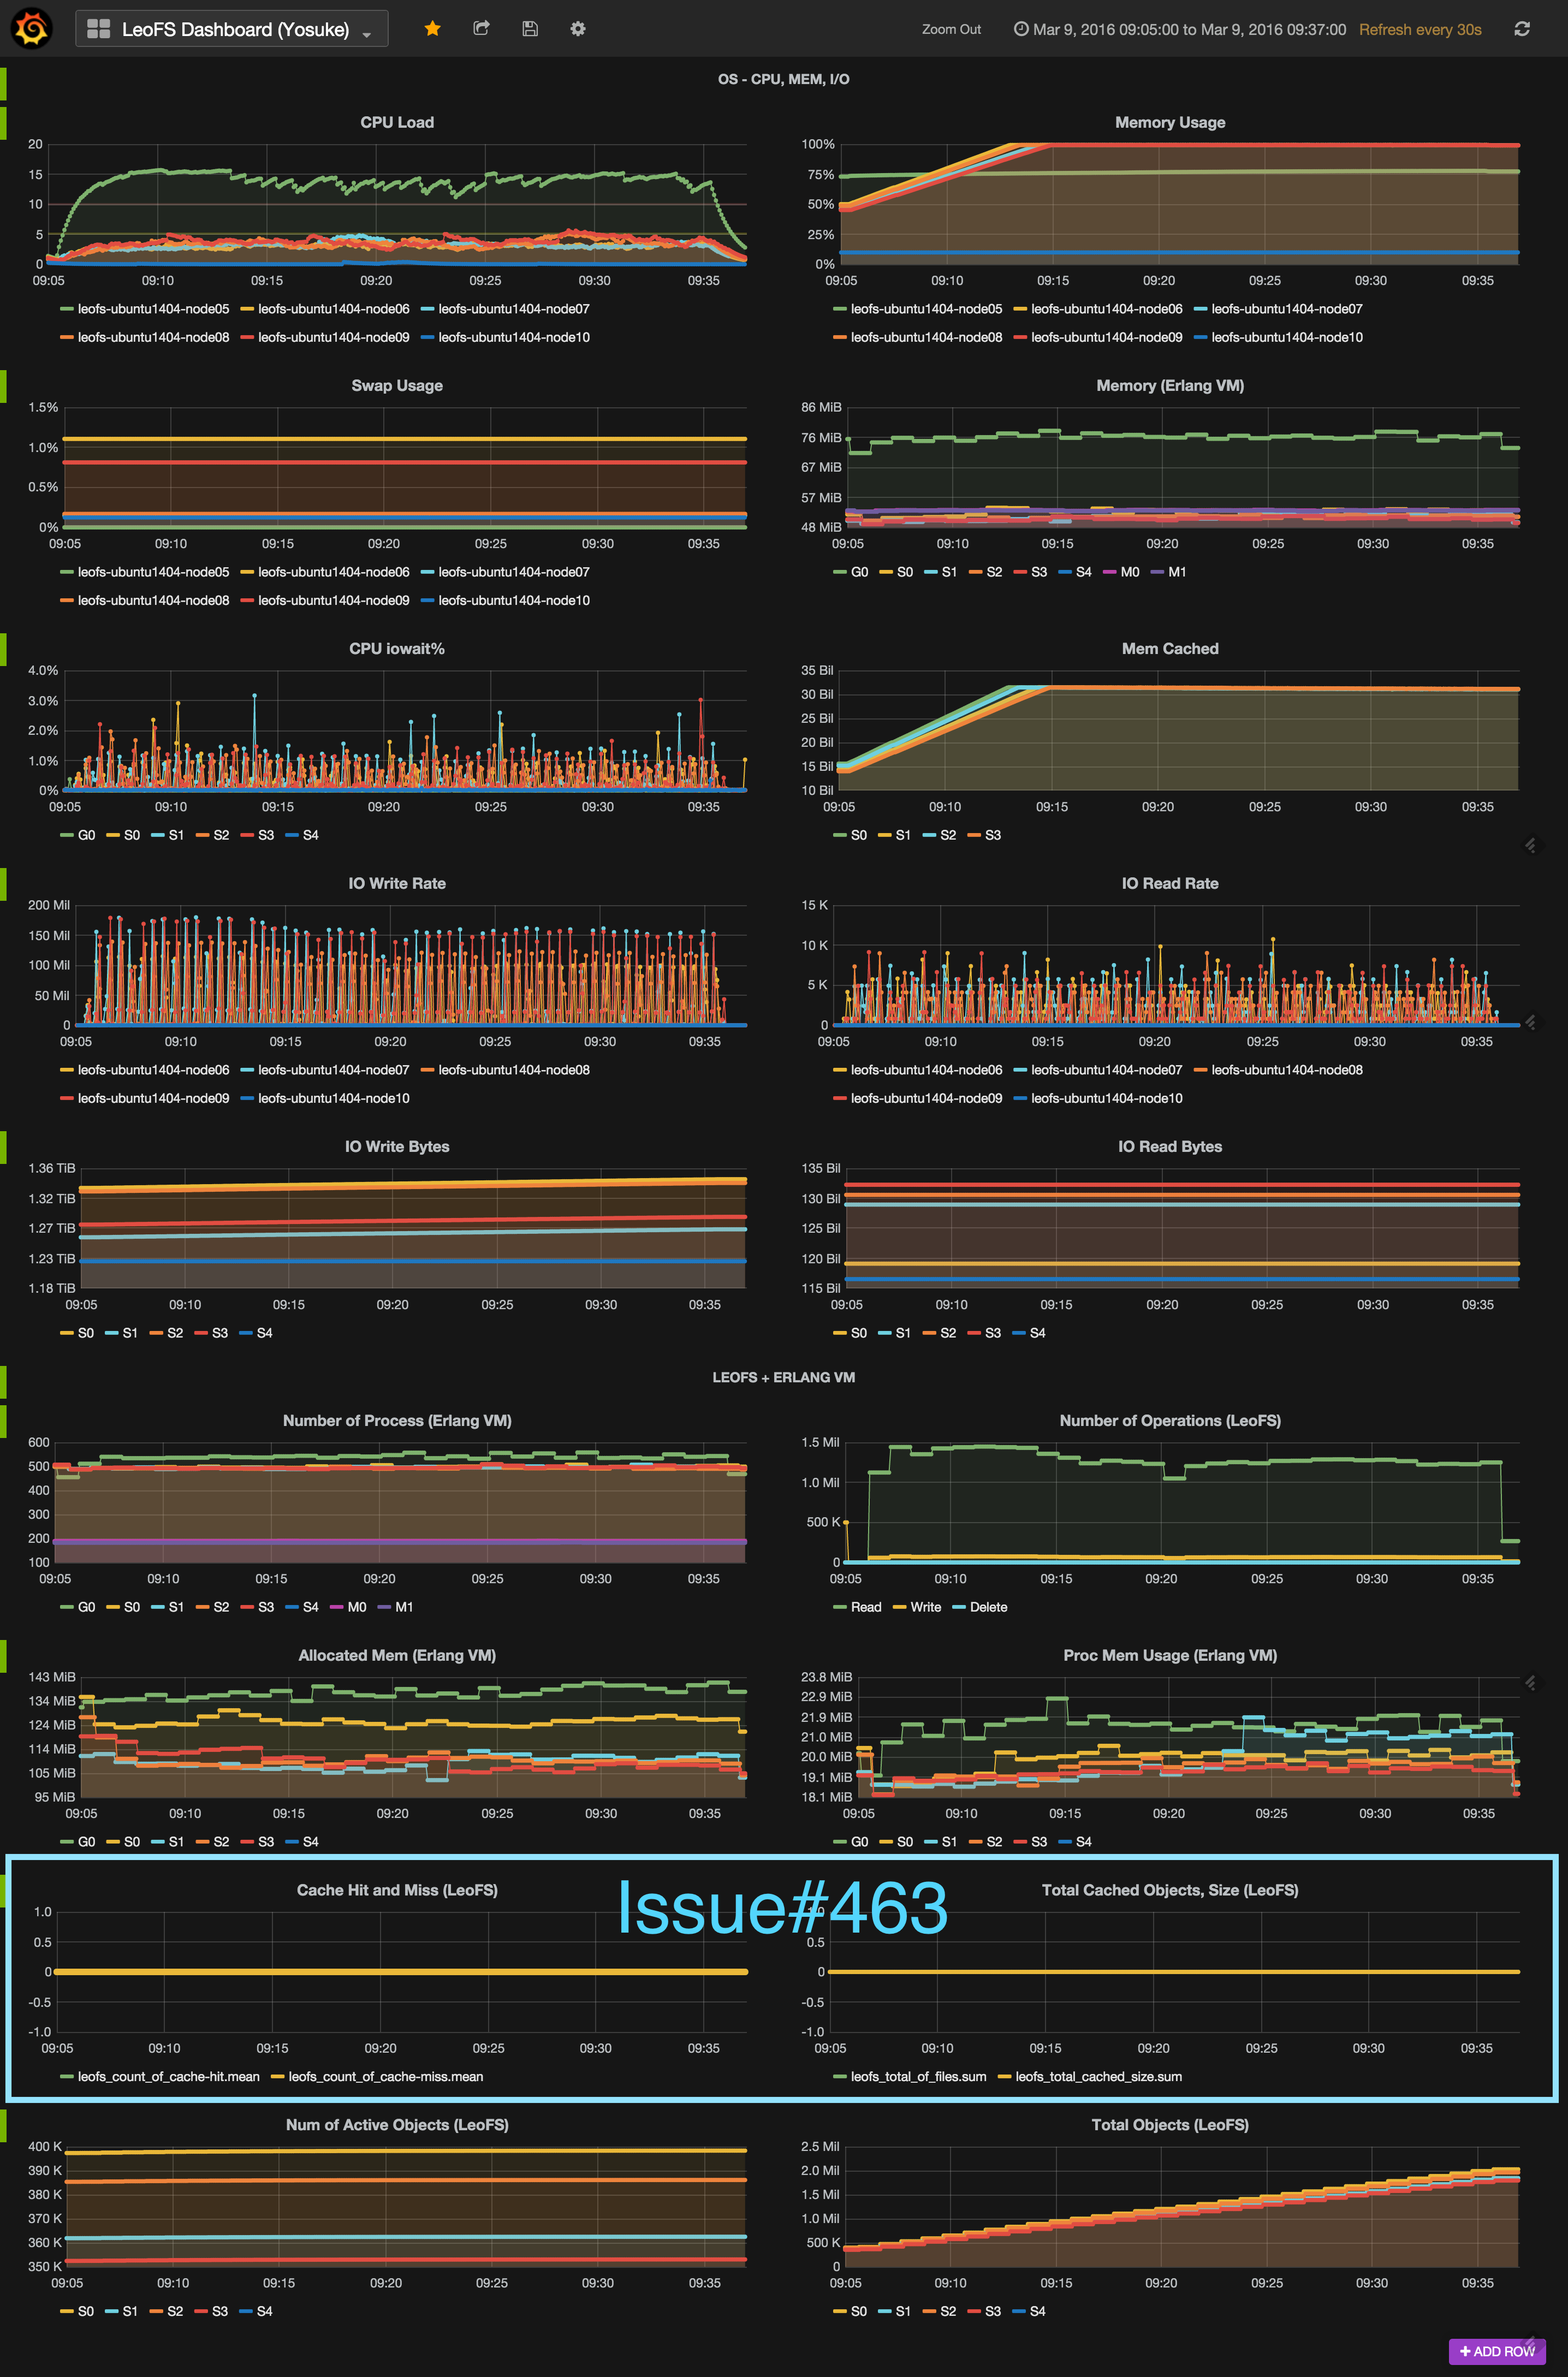 LeoFS Dashboard (Yosuke)
Zoom Out
Mar 9, 2016 09:05:00 to Mar 9, 2016 09:37:00
Refresh every 30s
OS - CPU, MEM, I/O
CPU Load
20
15
10
5
0
09:05 09:10 09:15 09:20 09:25 09:30 09:35
leofs-ubuntu1404-node05 leofs-ubuntu1404-node06 leofs-ubuntu1404-node07
leofs-ubuntu1404-node08 leofs-ubuntu1404-node09 leofs-ubuntu1404-node10
Memory Usage
100%
75%
50%
25%
0%
09:05 09:10 09:15 09:20 09:25 09:30 09:35
leofs-ubuntu1404-node05 leofs-ubuntu1404-node06 leofs-ubuntu1404-node07
leofs-ubuntu1404-node08 leofs-ubuntu1404-node09 leofs-ubuntu1404-node10
Swap Usage
1.5%
1.0%
0.5%
0%
09:05 09:10 09:15 09:20 09:25 09:30 09:35
leofs-ubuntu1404-node05 leofs-ubuntu1404-node06 leofs-ubuntu1404-node07
leofs-ubuntu1404-node08 leofs-ubuntu1404-node09 leofs-ubuntu1404-node10
Memory (Erlang VM)
86 MiB
76 MiB
67 MiB
57 MiB
48 MiB
09:05 09:10 09:15 09:20 09:25 09:30 09:35
G0 S0 S1 S2 S3 S4 M0 M1
CPU iowait%
4.0%
3.0%
2.0%
1.0%
0%
09:05 09:10 09:15 09:20 09:25 09:30 09:35
G0 S0 S1 S2 S3 S4
Mem Cached
35 Bil
30 Bil
25 Bil
20 Bil
15 Bil
10 Bil
09:05 09:10 09:15 09:20 09:25 09:30 09:35
S0 S1 S2 S3
IO Write Rate
200 Mil
150 Mil
100 Mil
50 Mil
0
09:05 09:10 09:15 09:20 09:25 09:30 09:35
leofs-ubuntu1404-node06 leofs-ubuntu1404-node07 leofs-ubuntu1404-node08
leofs-ubuntu1404-node09 leofs-ubuntu1404-node10
IO Read Rate
15 K
10 K
5 K
0
09:05 09:10 09:15 09:20 09:25 09:30 09:35
leofs-ubuntu1404-node06 leofs-ubuntu1404-node07 leofs-ubuntu1404-node08
leofs-ubuntu1404-node09 leofs-ubuntu1404-node10
IO Write Bytes
1.36 TiB
1.32 TiB
1.27 TiB
1.23 TiB
1.18 TiB
09:05 09:10 09:15 09:20 09:25 09:30 09:35
S0 S1 S2 S3 S4
IO Read Bytes
135 Bil
130 Bil
125 Bil
120 Bil
115 Bil
09:05 09:10 09:15 09:20 09:25 09:30 09:35
S0 S1 S2 S3 S4
LEOFS + ERLANG VM
Number of Process (Erlang VM)
600
500
400
300
200
100
09:05 09:10 09:15 09:20 09:25 09:30 09:35
G0 S0 S1 S2 S3 S4 M0 M1
Number of Operations (LeoFS)
1.5 Mil
1.0 Mil
500 K
0
09:05 09:10 09:15 09:20 09:25 09:30 09:35
Read Write Delete
Allocated Mem (Erlang VM)
143 MiB
134 MiB
124 MiB
114 MiB
105 MiB
95 MiB
09:05 09:10 09:15 09:20 09:25 09:30 09:35
G0 S0 S1 S2 S3 S4
Proc Mem Usage (Erlang VM)
23.8 MiB
22.9 MiB
21.9 MiB
21.0 MiB
20.0 MiB
19.1 MiB
18.1 MiB
09:05 09:10 09:15 09:20 09:25 09:30 09:35
G0 S0 S1 S2 S3 S4
Issue#463
Cache Hit and Miss (LeoFS)
1.0
0.5
0
-0.5
-1.0
09:05 09:10 09:15 09:20 09:25 09:30 09:35
leofs_count_of_cache-hit.mean leofs_count_of_cache-miss.mean
Total Cached Objects, Size (LeoFS)
1.0
0.5
0
-0.5
-1.0
09:05 09:10 09:15 09:20 09:25 09:30 09:35
leofs_total_of_files.sum leofs_total_cached_size.sum
Num of Active Objects (LeoFS)
400 K
390 K
380 K
370 K
360 K
350 K
09:05 09:10 09:15 09:20 09:25 09:30 09:35
S0 S1 S2 S3 S4
Total Objects (LeoFS)
2.5 Mil
2.0 Mil
1.5 Mil
1.0 Mil
500 K
0
09:05 09:10 09:15 09:20 09:25 09:30 09:35
S0 S1 S2 S3 S4
ADD ROW